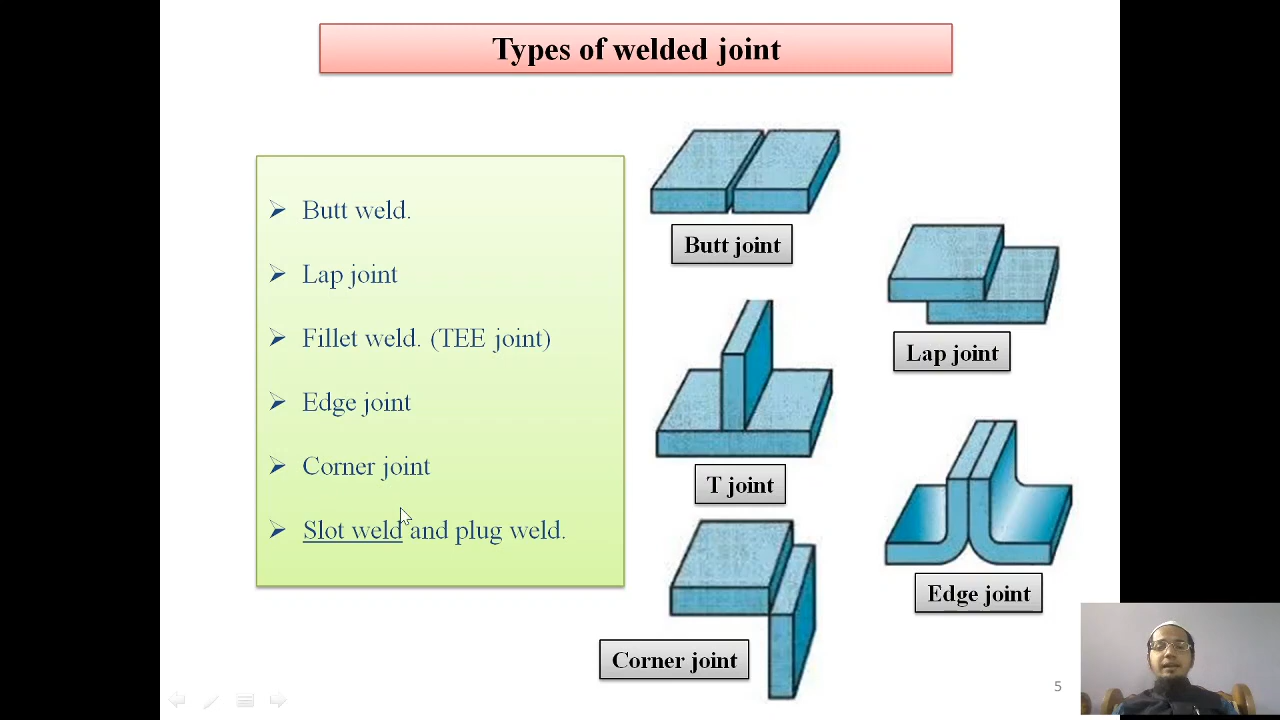 Types of welded joint
Butt weld.
Lap joint
Fillet weld. (TEE joint)
Edge joint
Corner joint
Slot weld and plug weld.
Butt joint
Lap joint
T joint
Edge joint
Corner joint
5